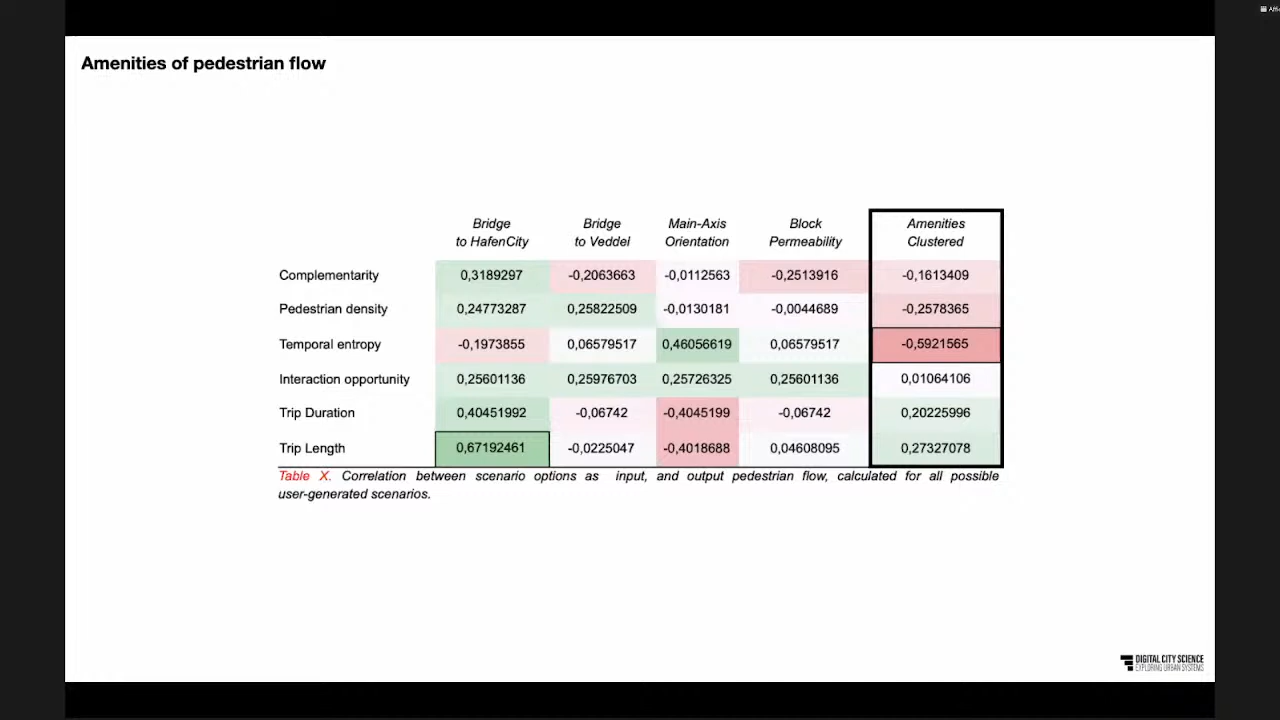 Amenities of pedestrian flow
Bridge to HafenCity Bridge to Veddel Main-Axis Orientation Block Permeability Amenities Clustered
Complementarity 0,3189297 -0,2063663 -0,0112563 -0,2513916 -0,1613409
Pedestrian density 0,24773287 0,25822509 -0,0130181 -0,0044689 -0,2578365
Temporal entropy -0,1973855 0,06579517 0,46056619 0,06579517 -0,5921565
Interaction opportunity 0,25601136 0,25976703 0,25726325 0,25601136 0,01064106
Trip Duration 0,40451992 -0,06742 -0,4045199 -0,06742 0,20225996
Trip Length 0,67192461 -0,0225047 -0,4018688 0,04608095 0,27327078
Table X. Correlation between scenario options as input, and output pedestrian flow, calculated for all possible
user-generated scenarios.
DIGITAL CITY SCIENCE
EXPLORING URBAN SYSTEMS